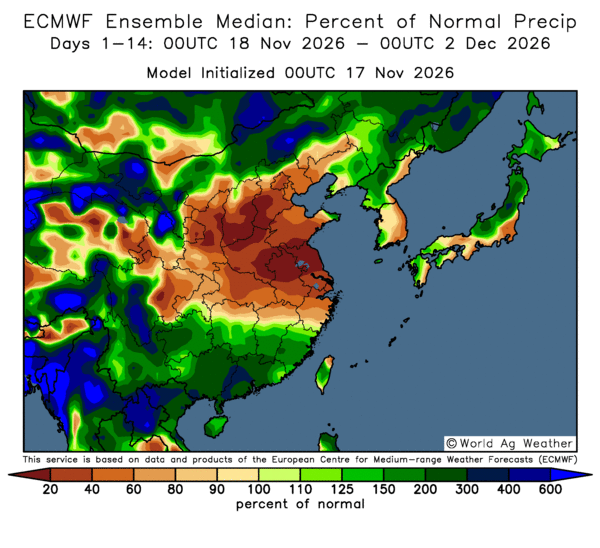 ECMWF Ensemble Median: Percent of Normal Precip
Days 1–14: 00UTC 18 Nov 2026 – 00UTC 2 Dec 2026
Model Initialized 00UTC 17 Nov 2026
©World Ag Weather
This service is based on data and products of the European Centre for Medium-range Weather Forecasts (ECMWF)
20 40 60 80 90 100 110 125 150 200 300 400 600
percent of normal